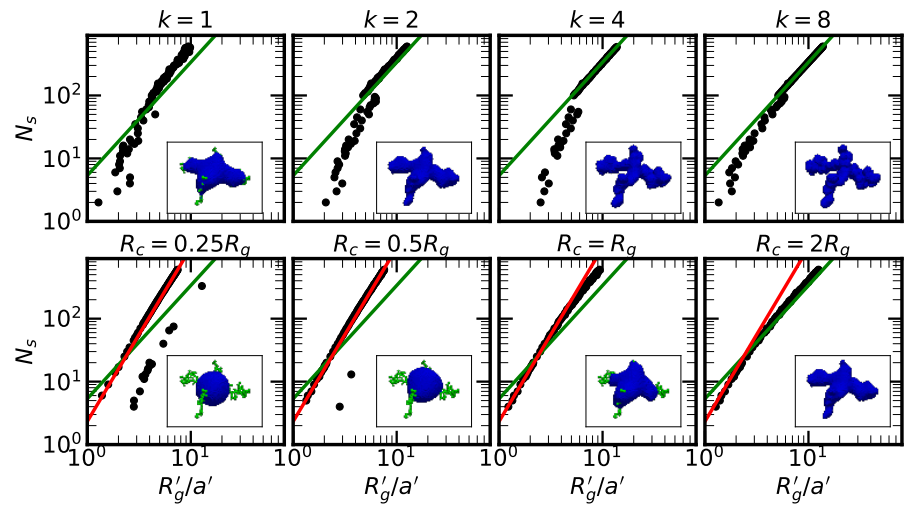 k = 1 k = 2 k = 4 k = 8
N_s 10^2 10^1 10^0
R_c = 0.25R_g R_c = 0.5R_g R_c = R_g R_c = 2R_g
N_s 10^2 10^1 10^0
10^0 10^1 10^0 10^1 10^0 10^1 10^0 10^1
R'_g/a' R'_g/a' R'_g/a' R'_g/a'